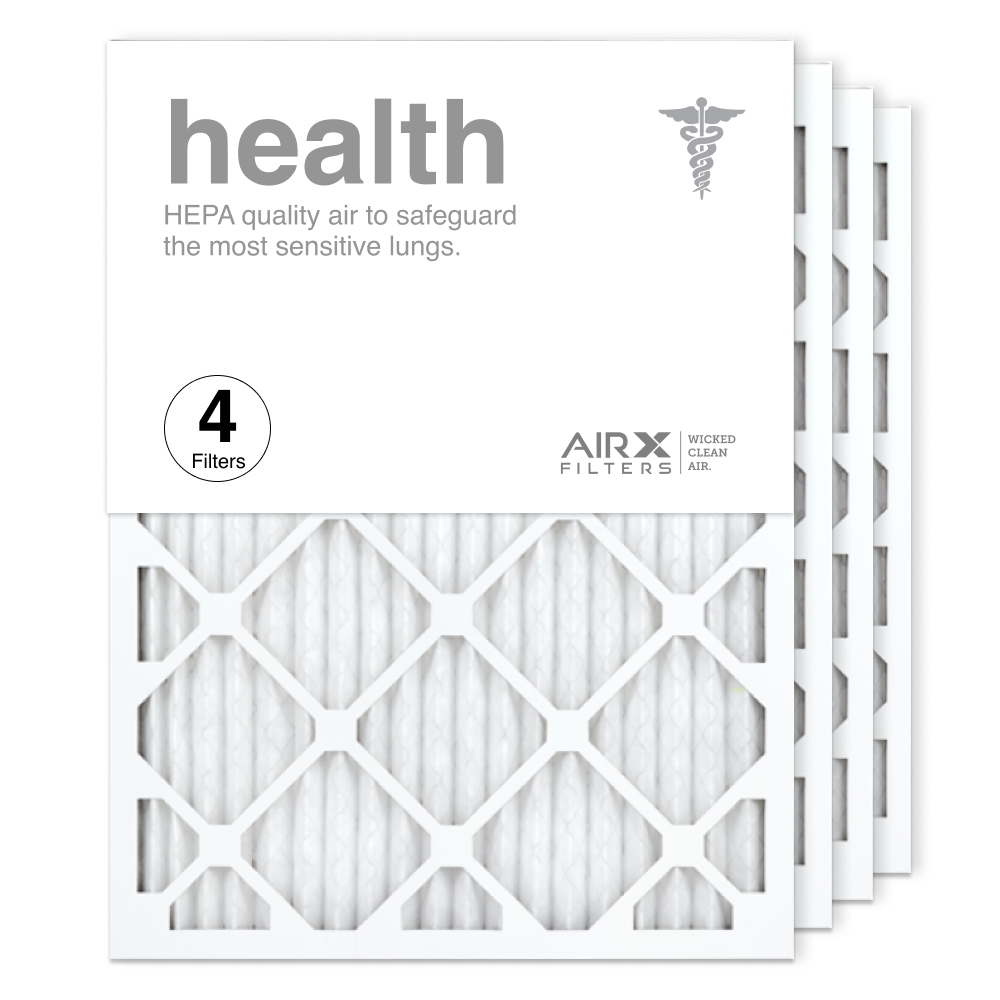 health
HEPA quality air to safeguard
the most sensitive lungs.
4
Filters
AIRX
FILTERS
WICKED
CLEAN
AIR.